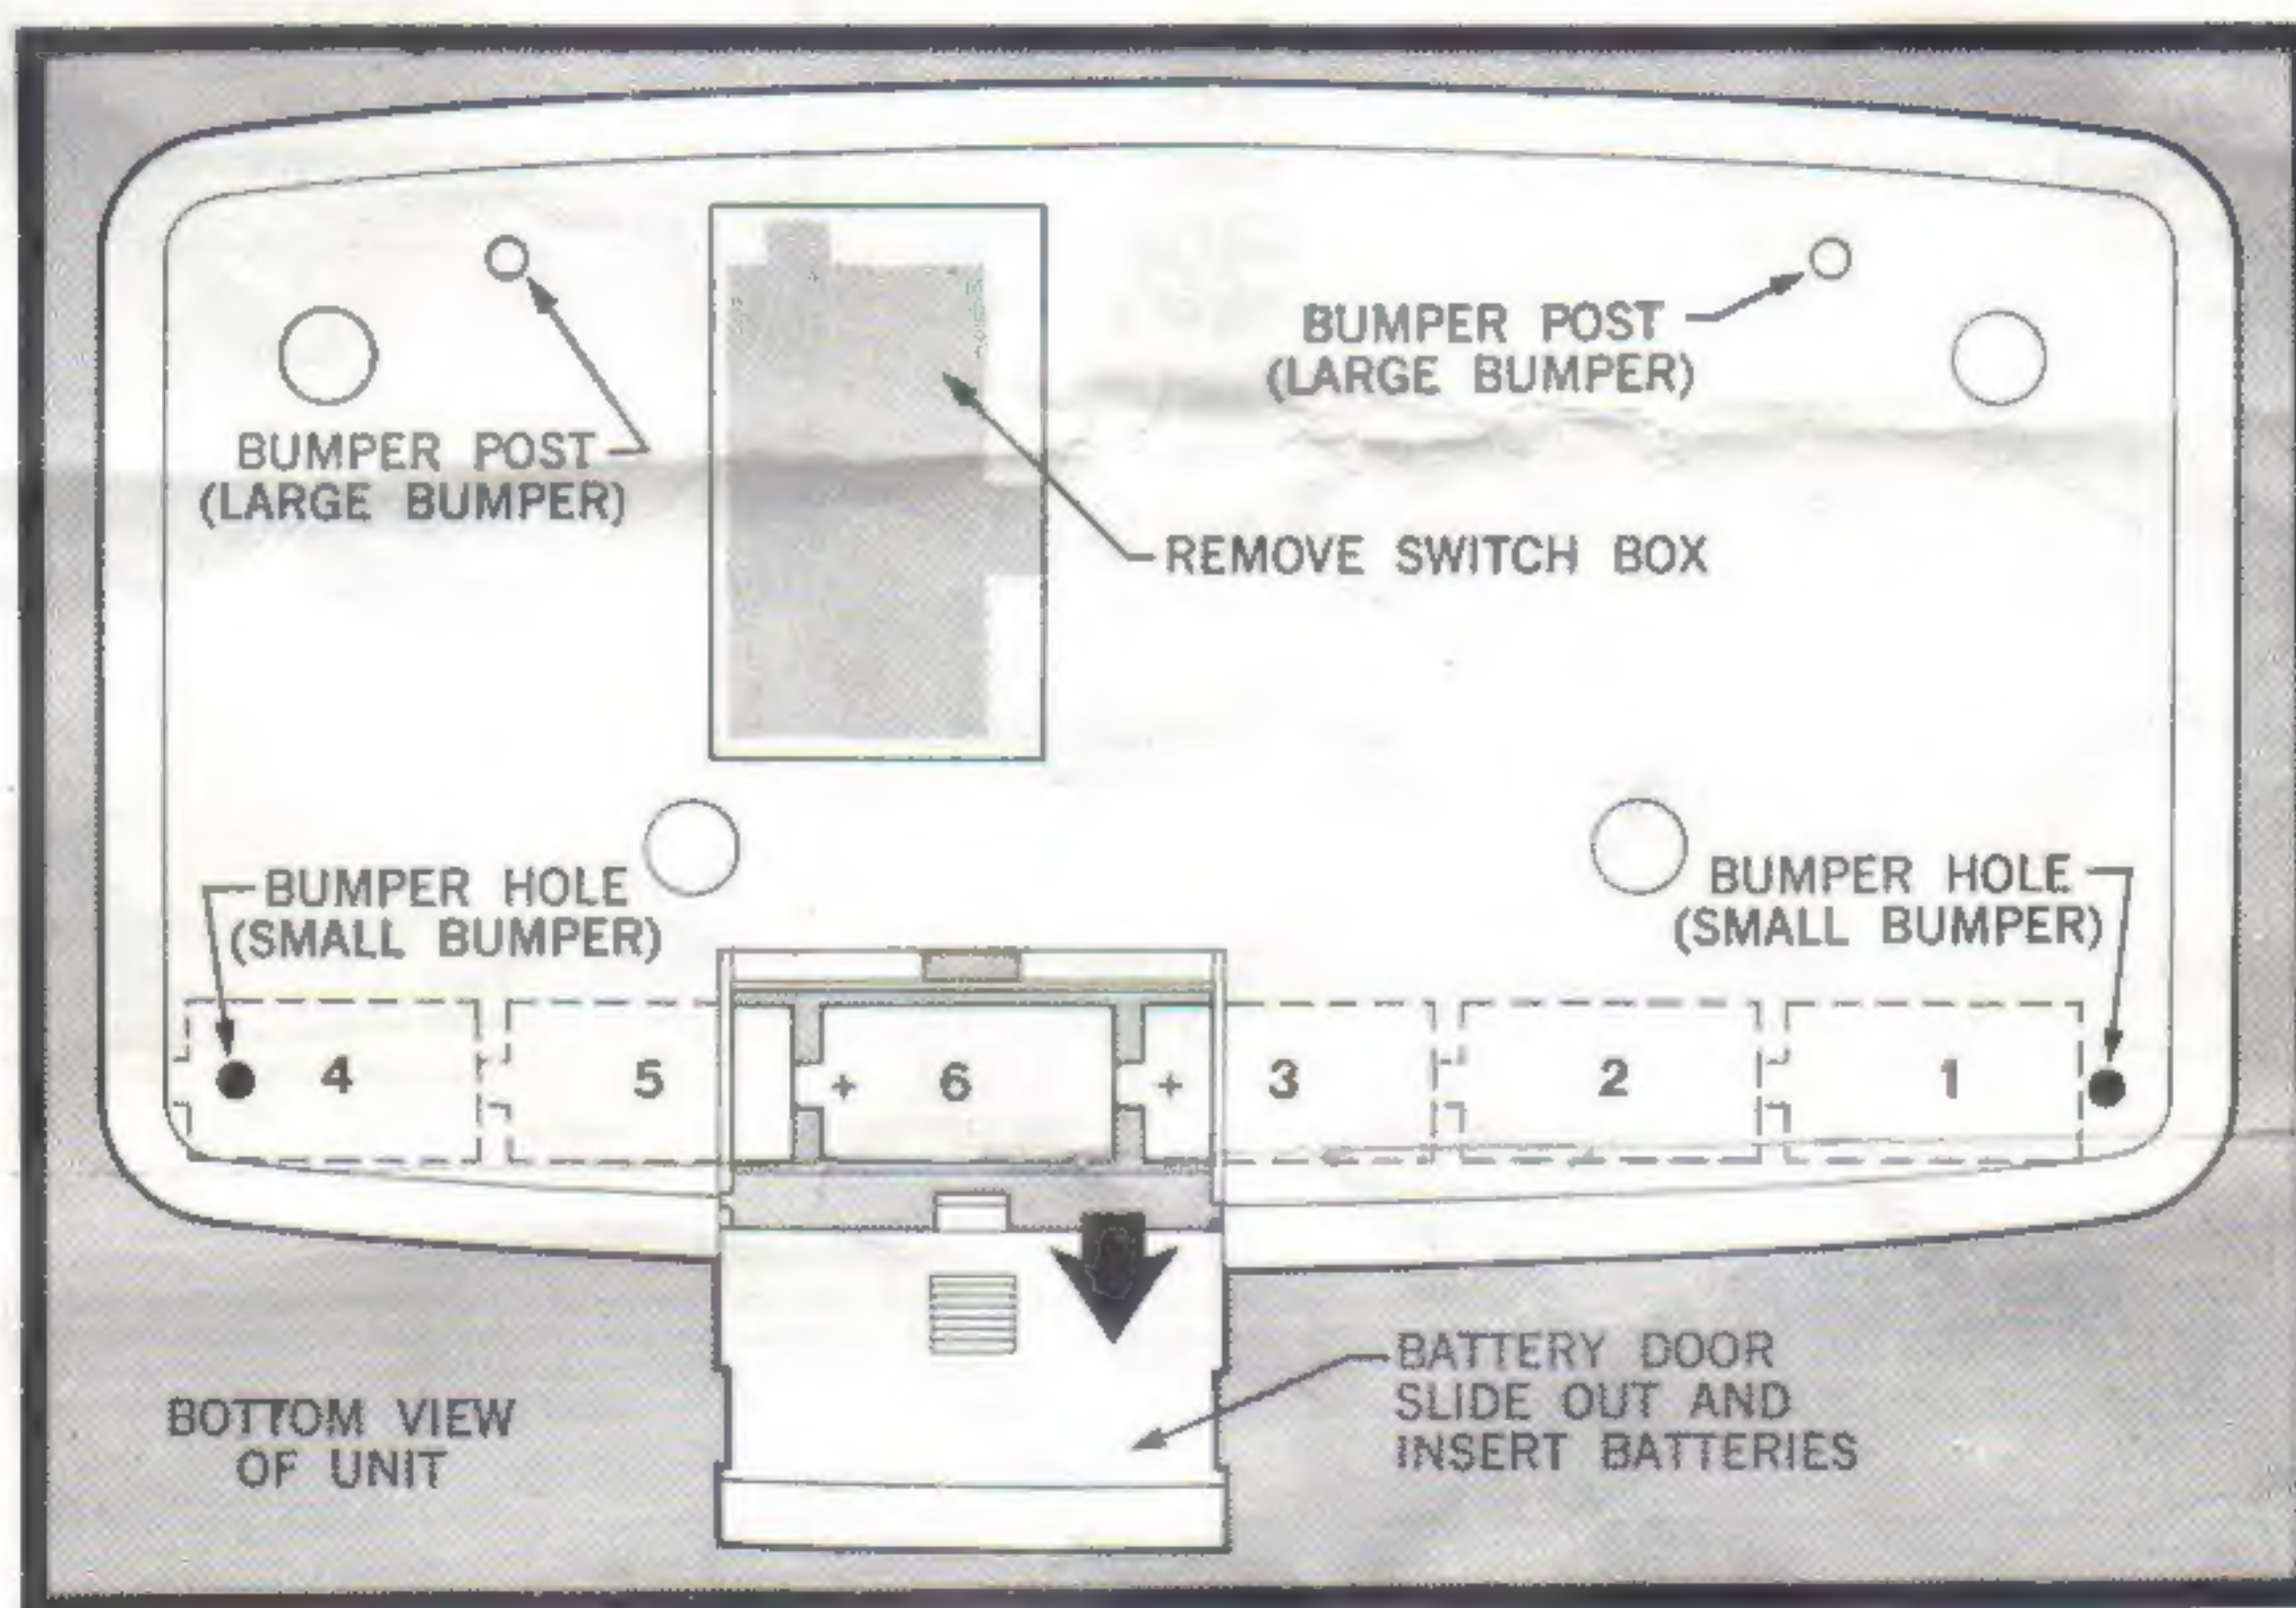 BUMPER POST
(LARGE BUMPER)
BUMPER POST
(LARGE BUMPER)
REMOVE SWITCH BOX
BUMPER HOLE
(SMALL BUMPER)
BUMPER HOLE
(SMALL BUMPER)
4 5 + 6 + 3 2 1
BATTERY DOOR
SLIDE OUT AND
INSERT BATTERIES
BOTTOM VIEW
OF UNIT